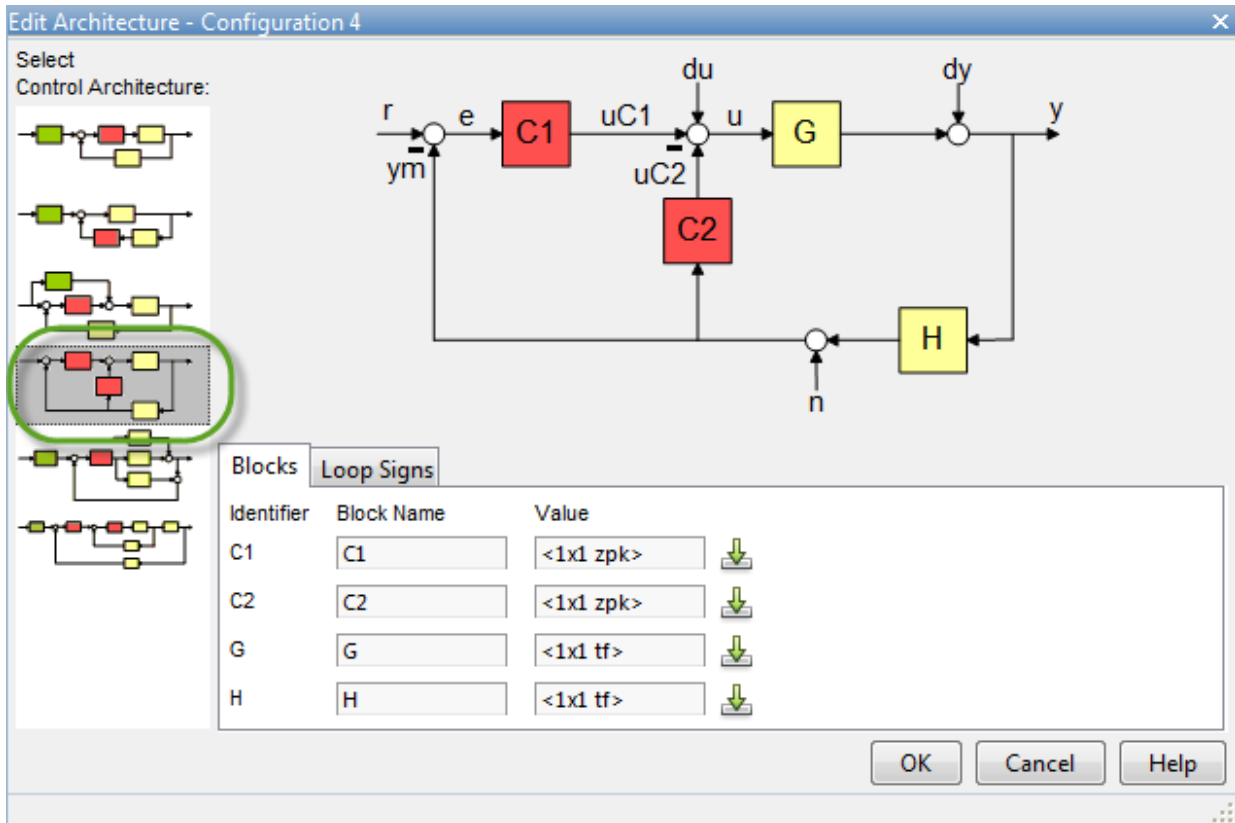 Edit Architecture - Configuration 4
Select
Control Architecture:
du
dy
r
e
C1
uC1
u
G
y
ym
uC2
C2
H
n
Blocks
Loop Signs
Identifier Block Name Value
C1 C1 <1x1 zpk>
C2 C2 <1x1 zpk>
G G <1x1 tf>
H H <1x1 tf>
OK Cancel Help